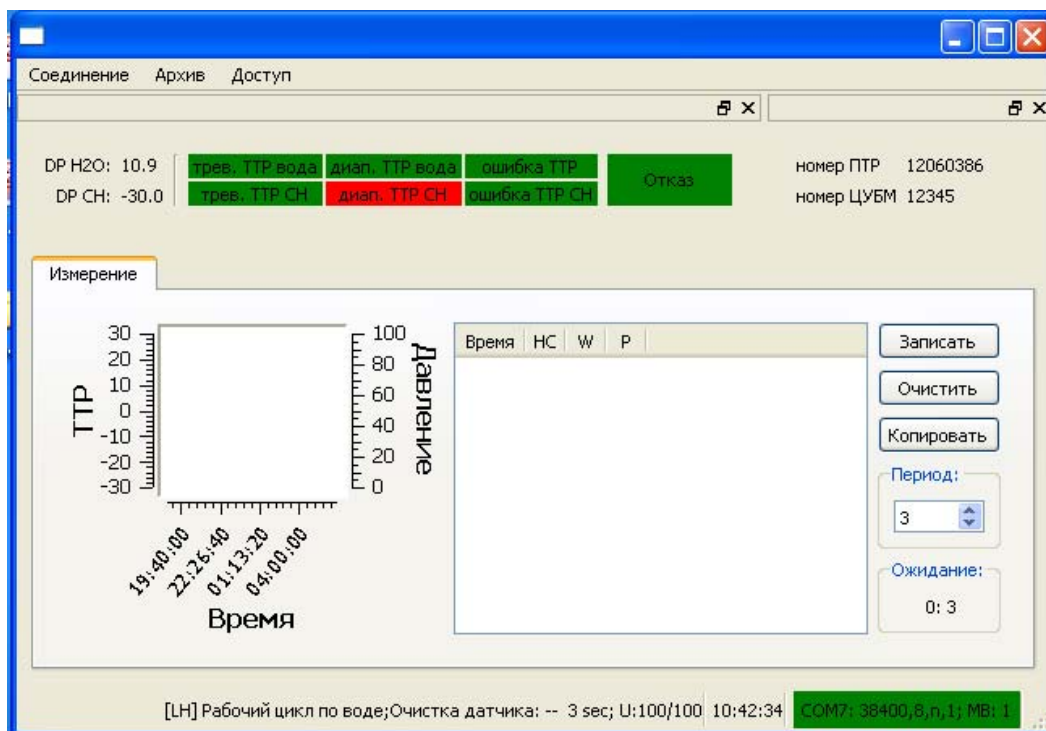 Соединение Архив Доступ
DP H2O: 10.9 трев. ТТР вода диап. ТТР вода ошибка ТТР Отказ номер ПТР 12060386
DP CH: -30.0 трев. ТТР СН диап. ТТР СН ошибка ТТР СН номер ЦУБМ 12345
Измерение
30
20
10
0
-10
-20
-30
ТТР
100
80
60
40
20
0
Давление
19:40:00
22:26:40
01:13:20
04:00:00
Время
Время HC W P
Записать
Очистить
Копировать
Период:
3
Ожидание:
0: 3
[LH] Рабочий цикл по воде;Очистка датчика: -- 3 sec; U:100/100 10:42:34 COM7: 38400,8,n,1; MB: 1